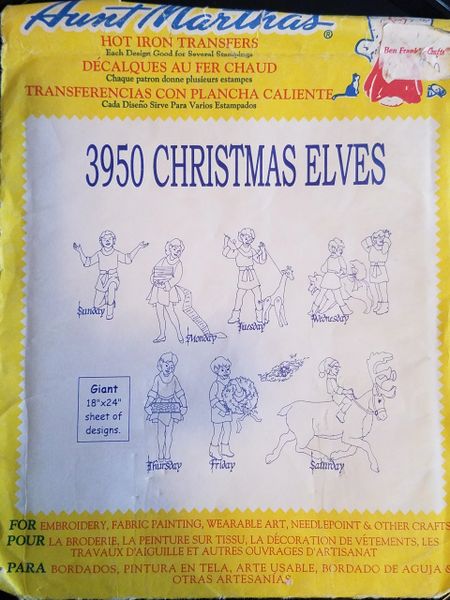 Aunt Martha's®
HOT IRON TRANSFERS
Each Design Good for Several Stampings
DÉCALQUES AU FER CHAUD
Chaque patron donne plusieurs estampes
TRANSFERENCIAS CON PLANCHA CALIENTE
Cada Diseño Sirve Para Varios Estampados
Ben Franklin Crafts
3950 CHRISTMAS ELVES
Sunday
Monday
Tuesday
Wednesday
Giant
18"x24"
sheet of
designs.
Thursday
Friday
Saturday
FOR EMBROIDERY, FABRIC PAINTING, WEARABLE ART, NEEDLEPOINT & OTHER CRAFTS
POUR LA BRODERIE, LA PEINTURE SUR TISSU, LA DÉCORATION DE VÊTEMENTS, LES
TRAVAUX D'AIGUILLE ET AUTRES OUVRAGES D'ARTISANAT
PARA BORDADOS, PINTURA EN TELA, ARTE USABLE, BORDADO DE AGUJA &
OTRAS ARTESANÍAS